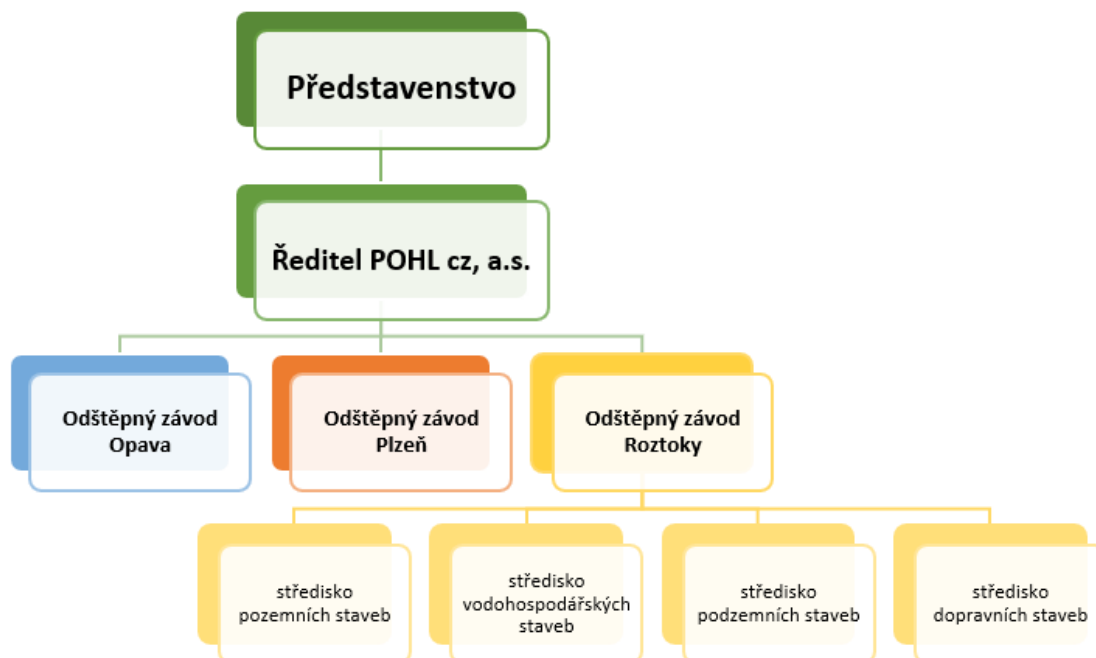 Představenstvo
Ředitel POHL cz, a.s.
Odštěpný závod
Opava
Odštěpný závod
Plzeň
Odštěpný závod
Roztoky
středisko
pozemních staveb
středisko
vodohospodářských
staveb
středisko
podzemních staveb
středisko
dopravních staveb